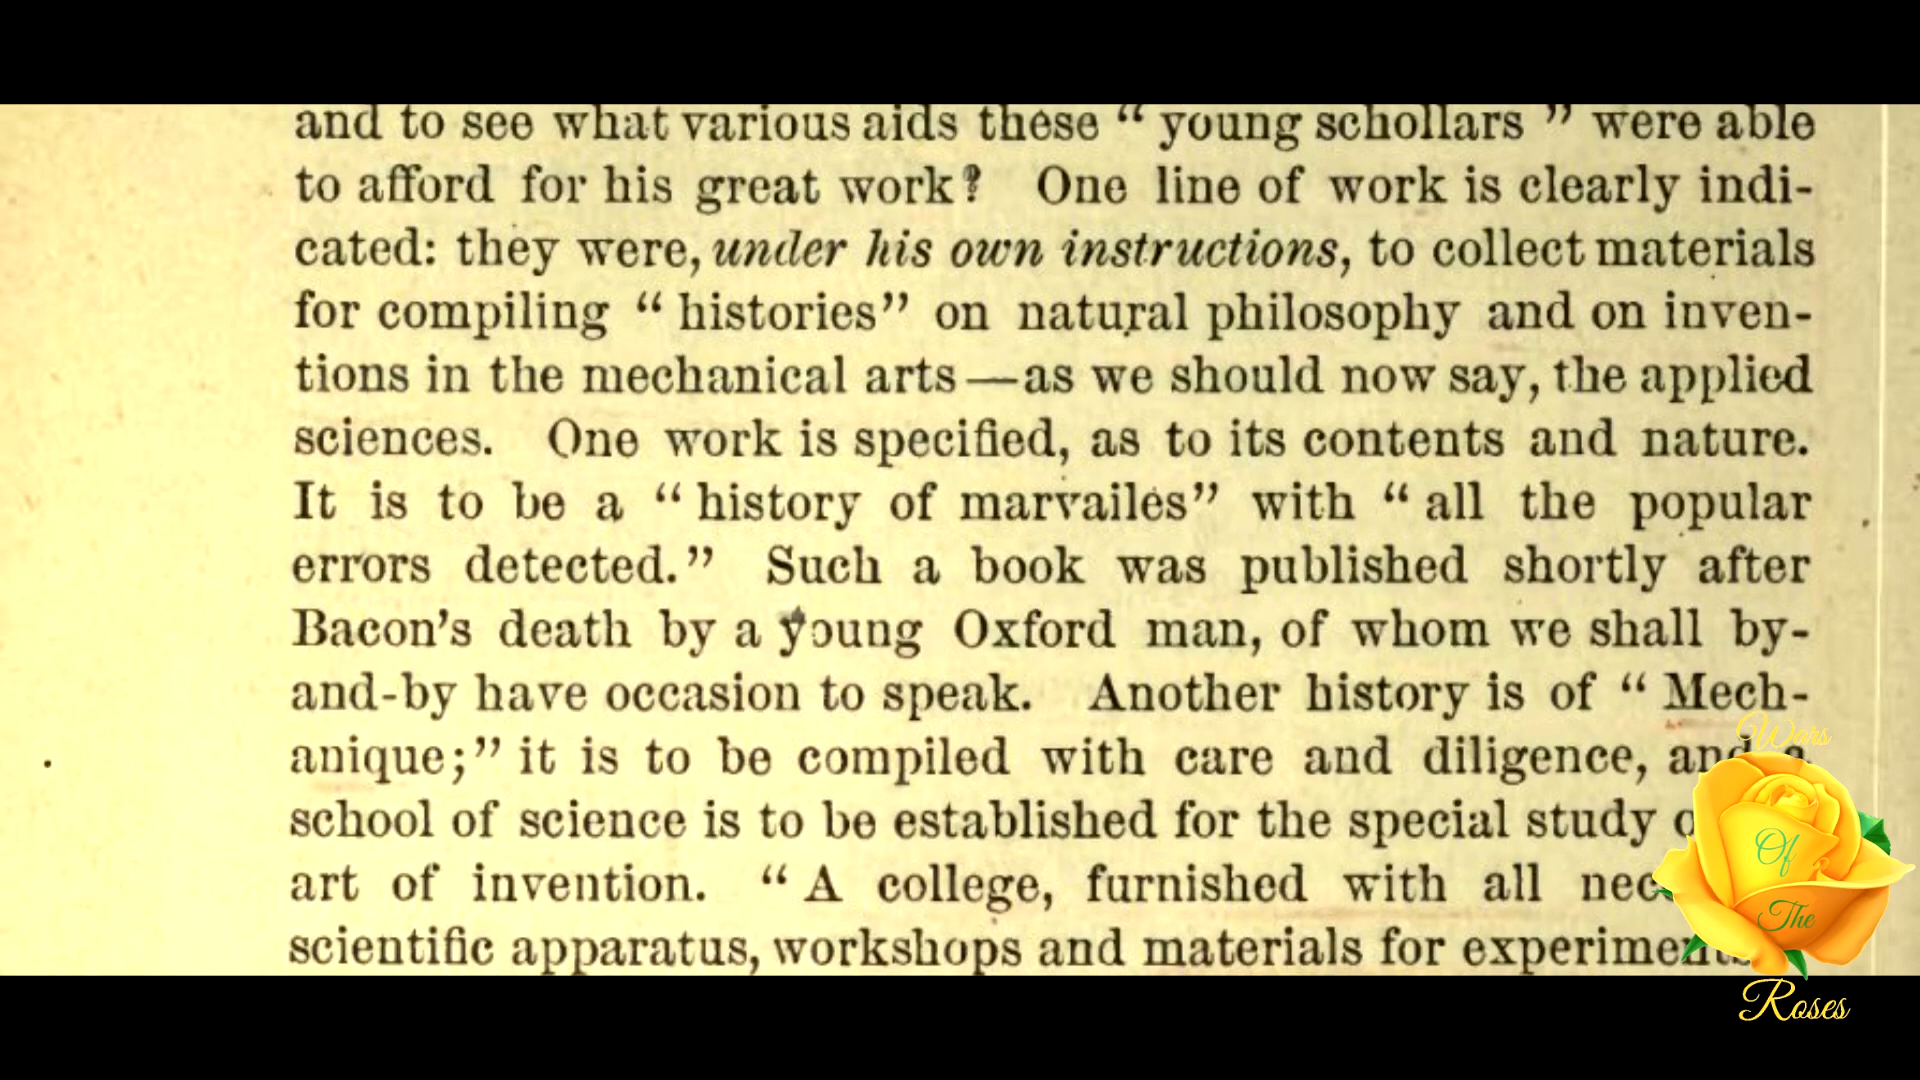 and to see what various aids these “ young schollars ” were able
to afford for his great work? One line of work is clearly indi-
cated: they were, under his own instructions, to collect materials
for compiling “ histories” on natural philosophy and on inven-
tions in the mechanical arts—as we should now say, the applied
sciences. One work is specified, as to its contents and nature.
It is to be a “ history of marvailes” with “ all the popular
errors detected.” Such a book was published shortly after
Bacon’s death by a young Oxford man, of whom we shall by-
and-by have occasion to speak. Another history is of “ Mech-
anique;” it is to be compiled with care and diligence, and a
school of science is to be established for the special study
art of invention. “ A college, furnished with all
scientific apparatus, workshops and materials for experiments
Wars
Of
The
Roses